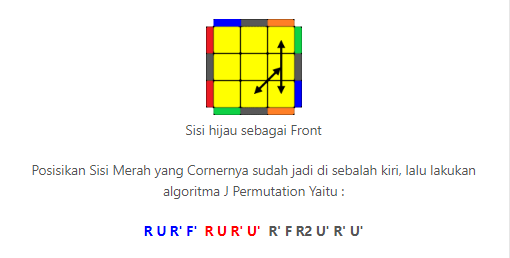 Sisi hijau sebagai Front
Posisikan Sisi Merah yang Cornernya sudah jadi di sebalah kiri, lalu lakukan
algoritma J Permutation Yaitu :
R U R' F' R U R' U' R' F R2 U' R' U'